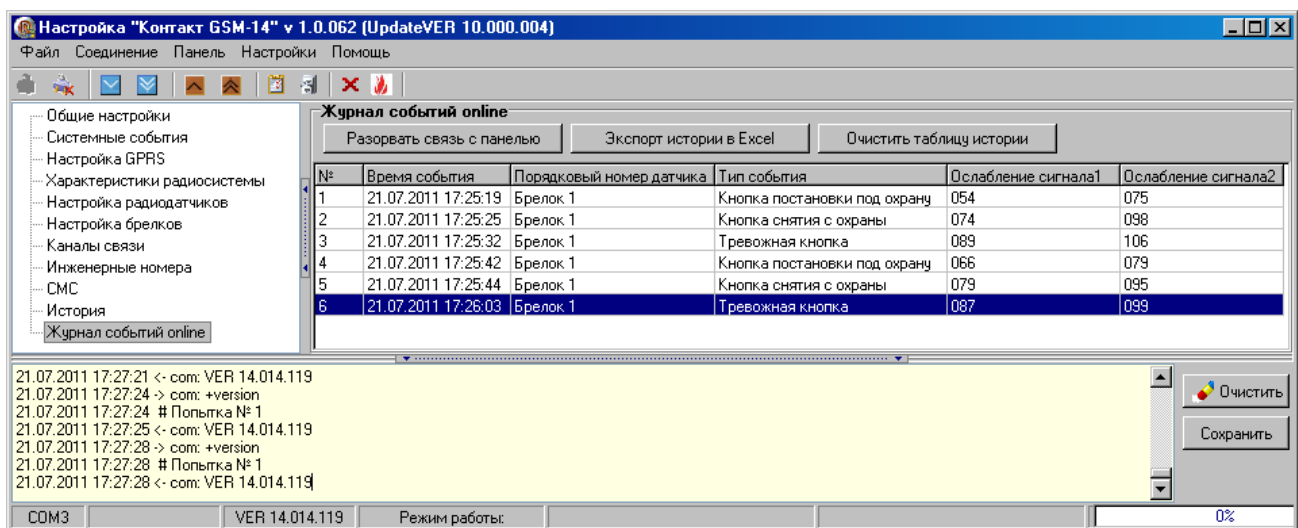 Настройка "Контакт GSM-14" v 1.0.062 (UpdateVER 10.000.004)
Файл Соединение Панель Настройки Помощь
Общие настройки
Системные события
Настройка GPRS
Характеристики радиосистемы
Настройка радиодатчиков
Настройка брелков
Каналы связи
Инженерные номера
СМС
История
Журнал событий online
Журнал событий online
Разорвать связь с панелью Экспорт истории в Excel Очистить таблицу истории
№ Время события Порядковый номер датчика Тип события Ослабление сигнала1 Ослабление сигнала2
1 21.07.2011 17:25:19 Брелок 1 Кнопка постановки под охрану 054 075
2 21.07.2011 17:25:25 Брелок 1 Кнопка снятия с охраны 074 098
3 21.07.2011 17:25:32 Брелок 1 Тревожная кнопка 089 106
4 21.07.2011 17:25:42 Брелок 1 Кнопка постановки под охрану 066 079
5 21.07.2011 17:25:44 Брелок 1 Кнопка снятия с охраны 079 095
6 21.07.2011 17:26:03 Брелок 1 Тревожная кнопка 087 099
21.07.2011 17:27:21 <- com: VER 14.014.119
21.07.2011 17:27:24 -> com: +version
21.07.2011 17:27:24 # Попытка № 1
21.07.2011 17:27:25 <- com: VER 14.014.119
21.07.2011 17:27:28 -> com: +version
21.07.2011 17:27:28 # Попытка № 1
21.07.2011 17:27:28 <- com: VER 14.014.119
Очистить
Сохранить
COM3 VER 14.014.119 Режим работы: 0%